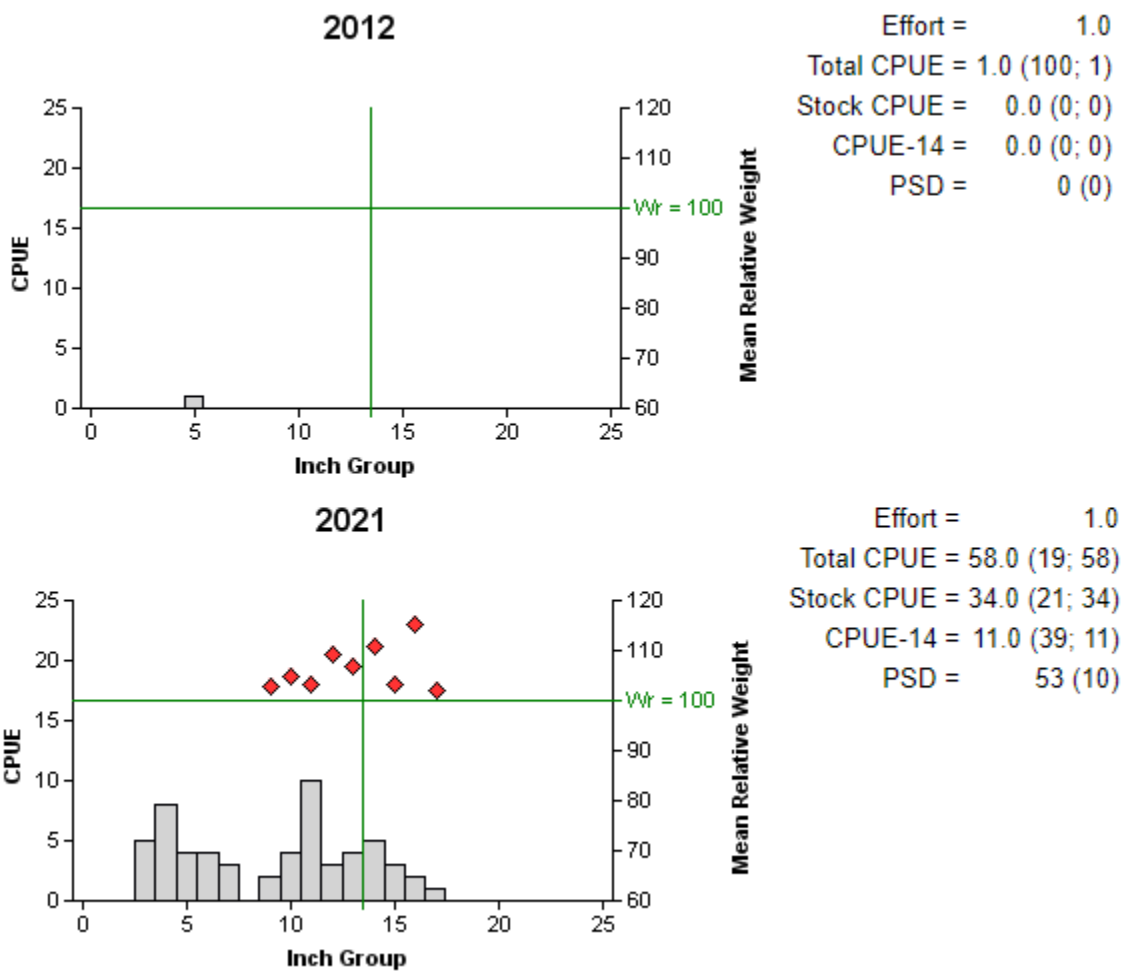 2012
Effort = 1.0
Total CPUE = 1.0 (100; 1)
Stock CPUE = 0.0 (0; 0)
CPUE-14 = 0.0 (0; 0)
PSD = 0 (0)
CPUE
25
20
15
10
5
0
0 5 10 15 20 25
Inch Group
120
110
Wr = 100
90
80
70
60
Mean Relative Weight
2021
Effort = 1.0
Total CPUE = 58.0 (19; 58)
Stock CPUE = 34.0 (21; 34)
CPUE-14 = 11.0 (39; 11)
PSD = 53 (10)
CPUE
25
20
15
10
5
0
0 5 10 15 20 25
Inch Group
120
110
Wr = 100
90
80
70
60
Mean Relative Weight